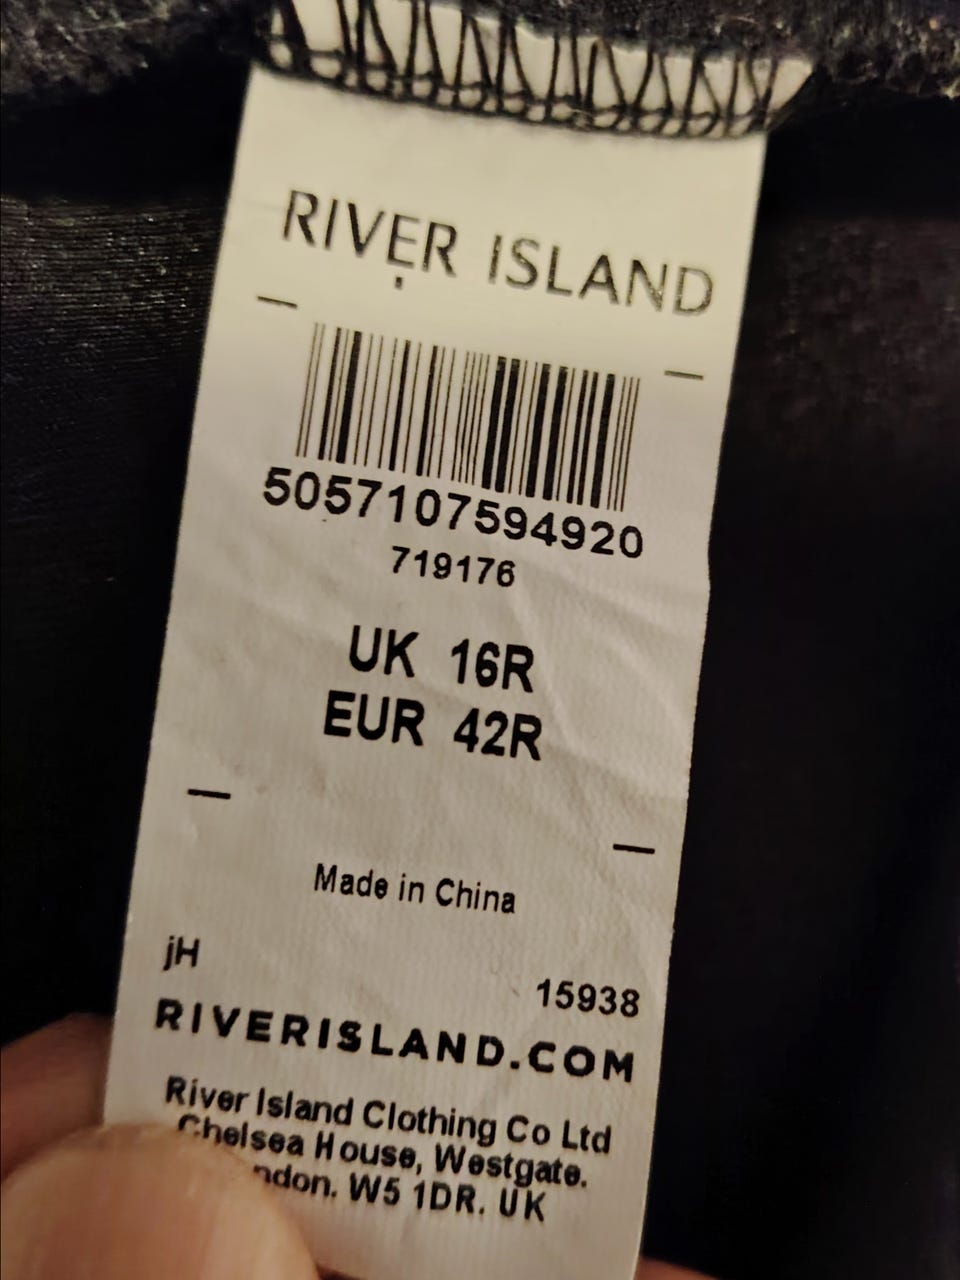 RIVER ISLAND
5057107594920
719176
UK 16R
EUR 42R
Made in China
jH
15938
RIVERISLAND.COM
River Island Clothing Co Ltd
Chelsea House, Westgate.
ndon. W5 1DR. UK